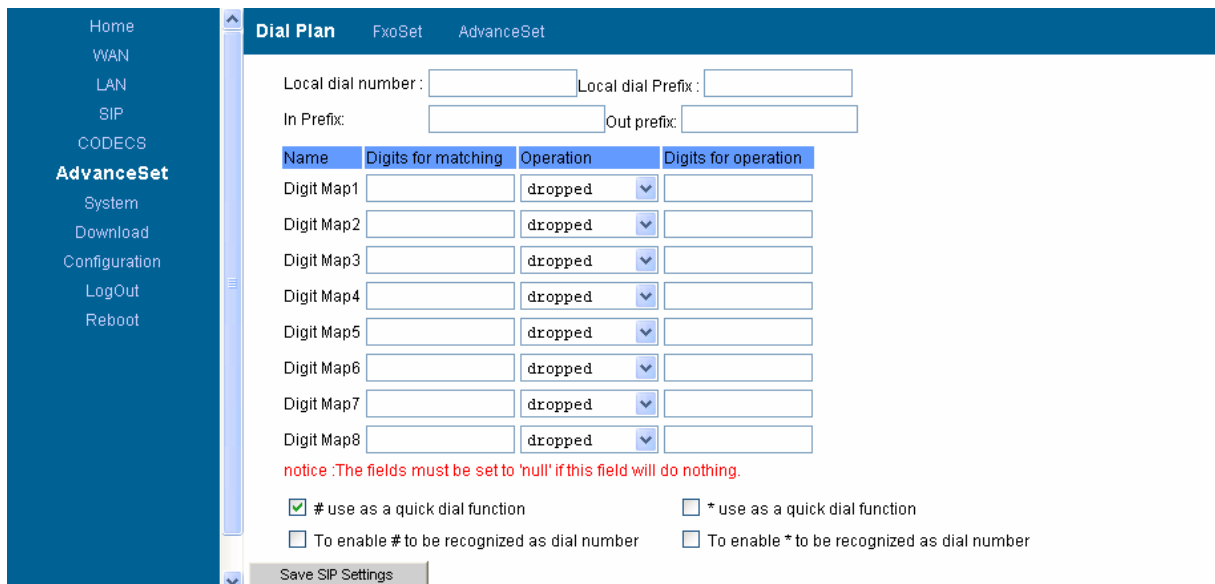 Home
WAN
LAN
SIP
CODECS
AdvanceSet
System
Download
Configuration
LogOut
Reboot
Dial Plan FxoSet AdvanceSet
Local dial number : Local dial Prefix :
In Prefix: Out prefix:
Name Digits for matching Operation Digits for operation
Digit Map1 dropped
Digit Map2 dropped
Digit Map3 dropped
Digit Map4 dropped
Digit Map5 dropped
Digit Map6 dropped
Digit Map7 dropped
Digit Map8 dropped
notice :The fields must be set to 'null' if this field will do nothing.
# use as a quick dial function * use as a quick dial function
To enable # to be recognized as dial number To enable * to be recognized as dial number
Save SIP Settings